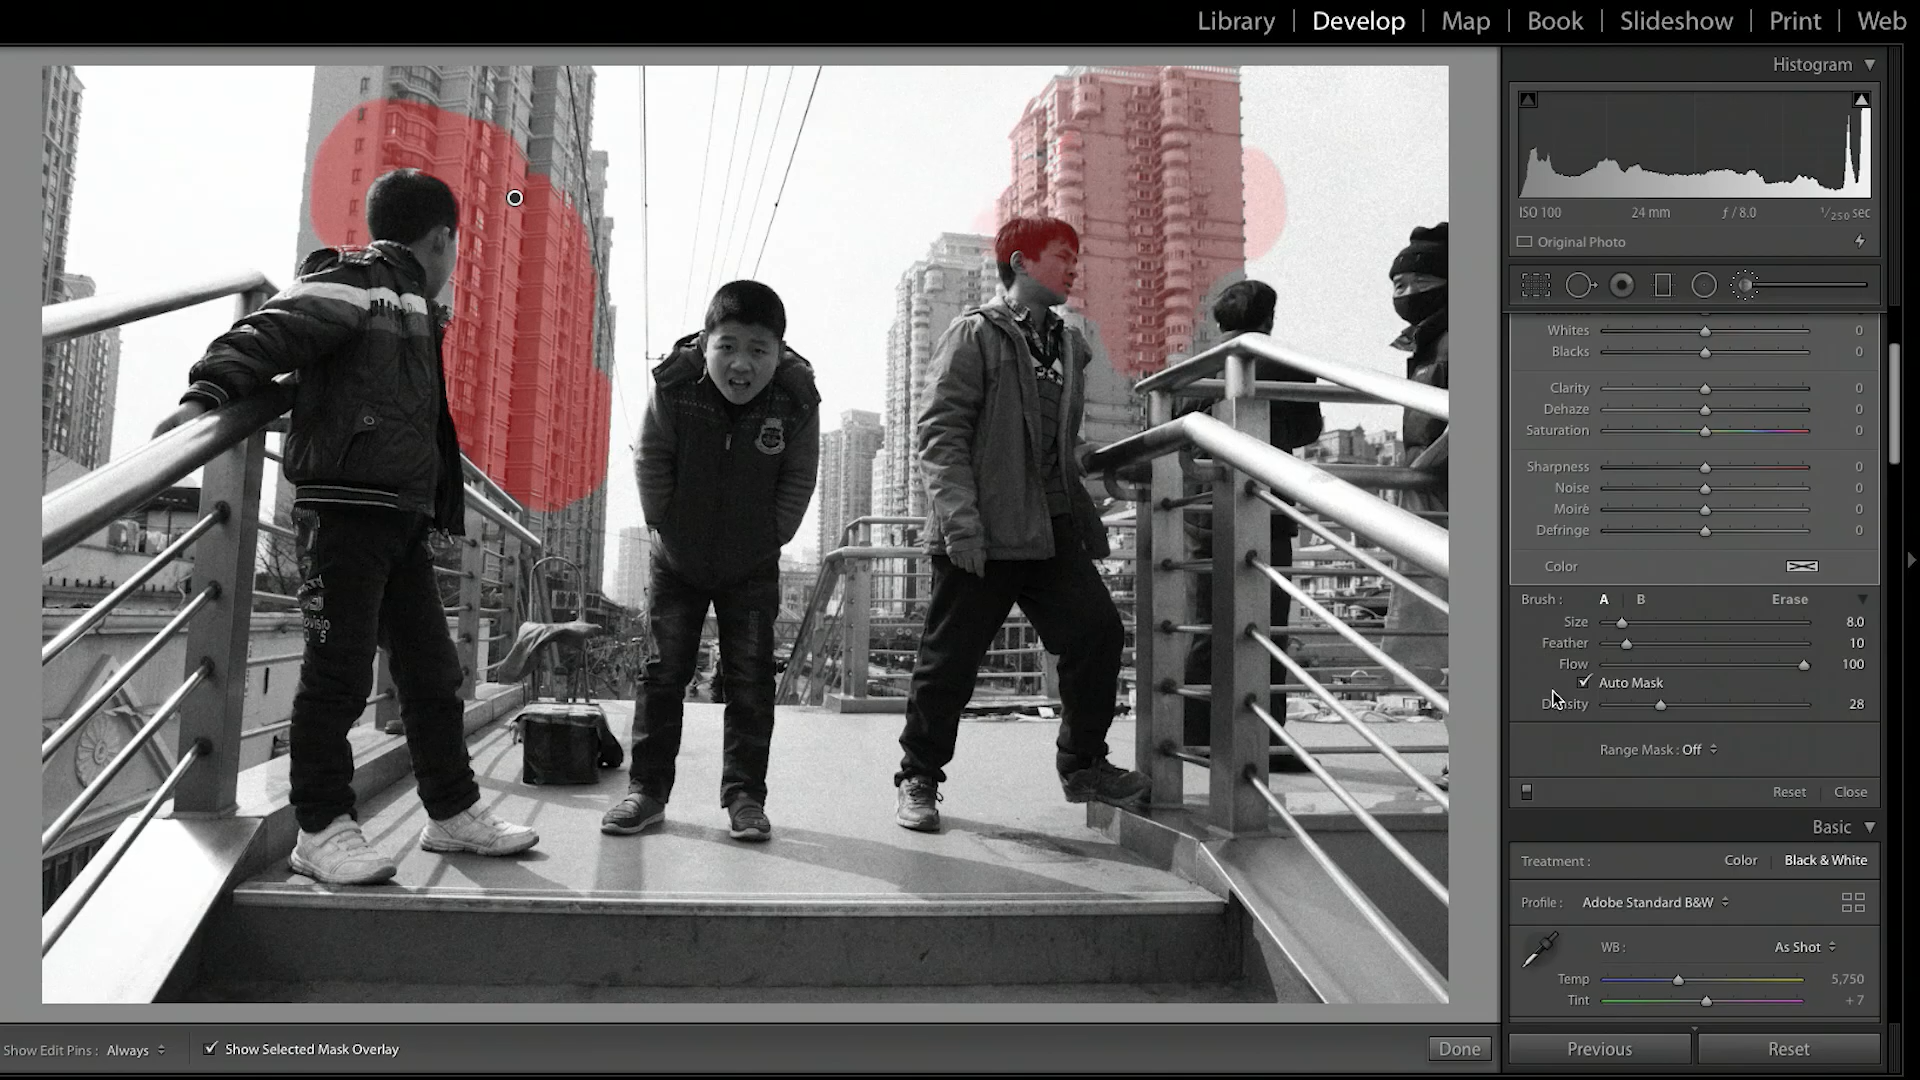 Library | Develop | Map | Book | Slideshow | Print | Web
Histogram
ISO 100 24 mm ƒ / 8.0 1/250 sec
Original Photo
Whites 0
Blacks 0
Clarity 0
Dehaze 0
Saturation 0
Sharpness 0
Noise 0
Moiré 0
Defringe 0
Color
Brush : A B Erase
Size 8.0
Feather 10
Flow 100
Auto Mask
Density 28
Range Mask : Off
Reset Close
Basic
Treatment : Color Black & White
Profile : Adobe Standard B&W
WB : As Shot
Temp 5,750
Tint + 7
Show Edit Pins : Always Show Selected Mask Overlay Done Previous Reset